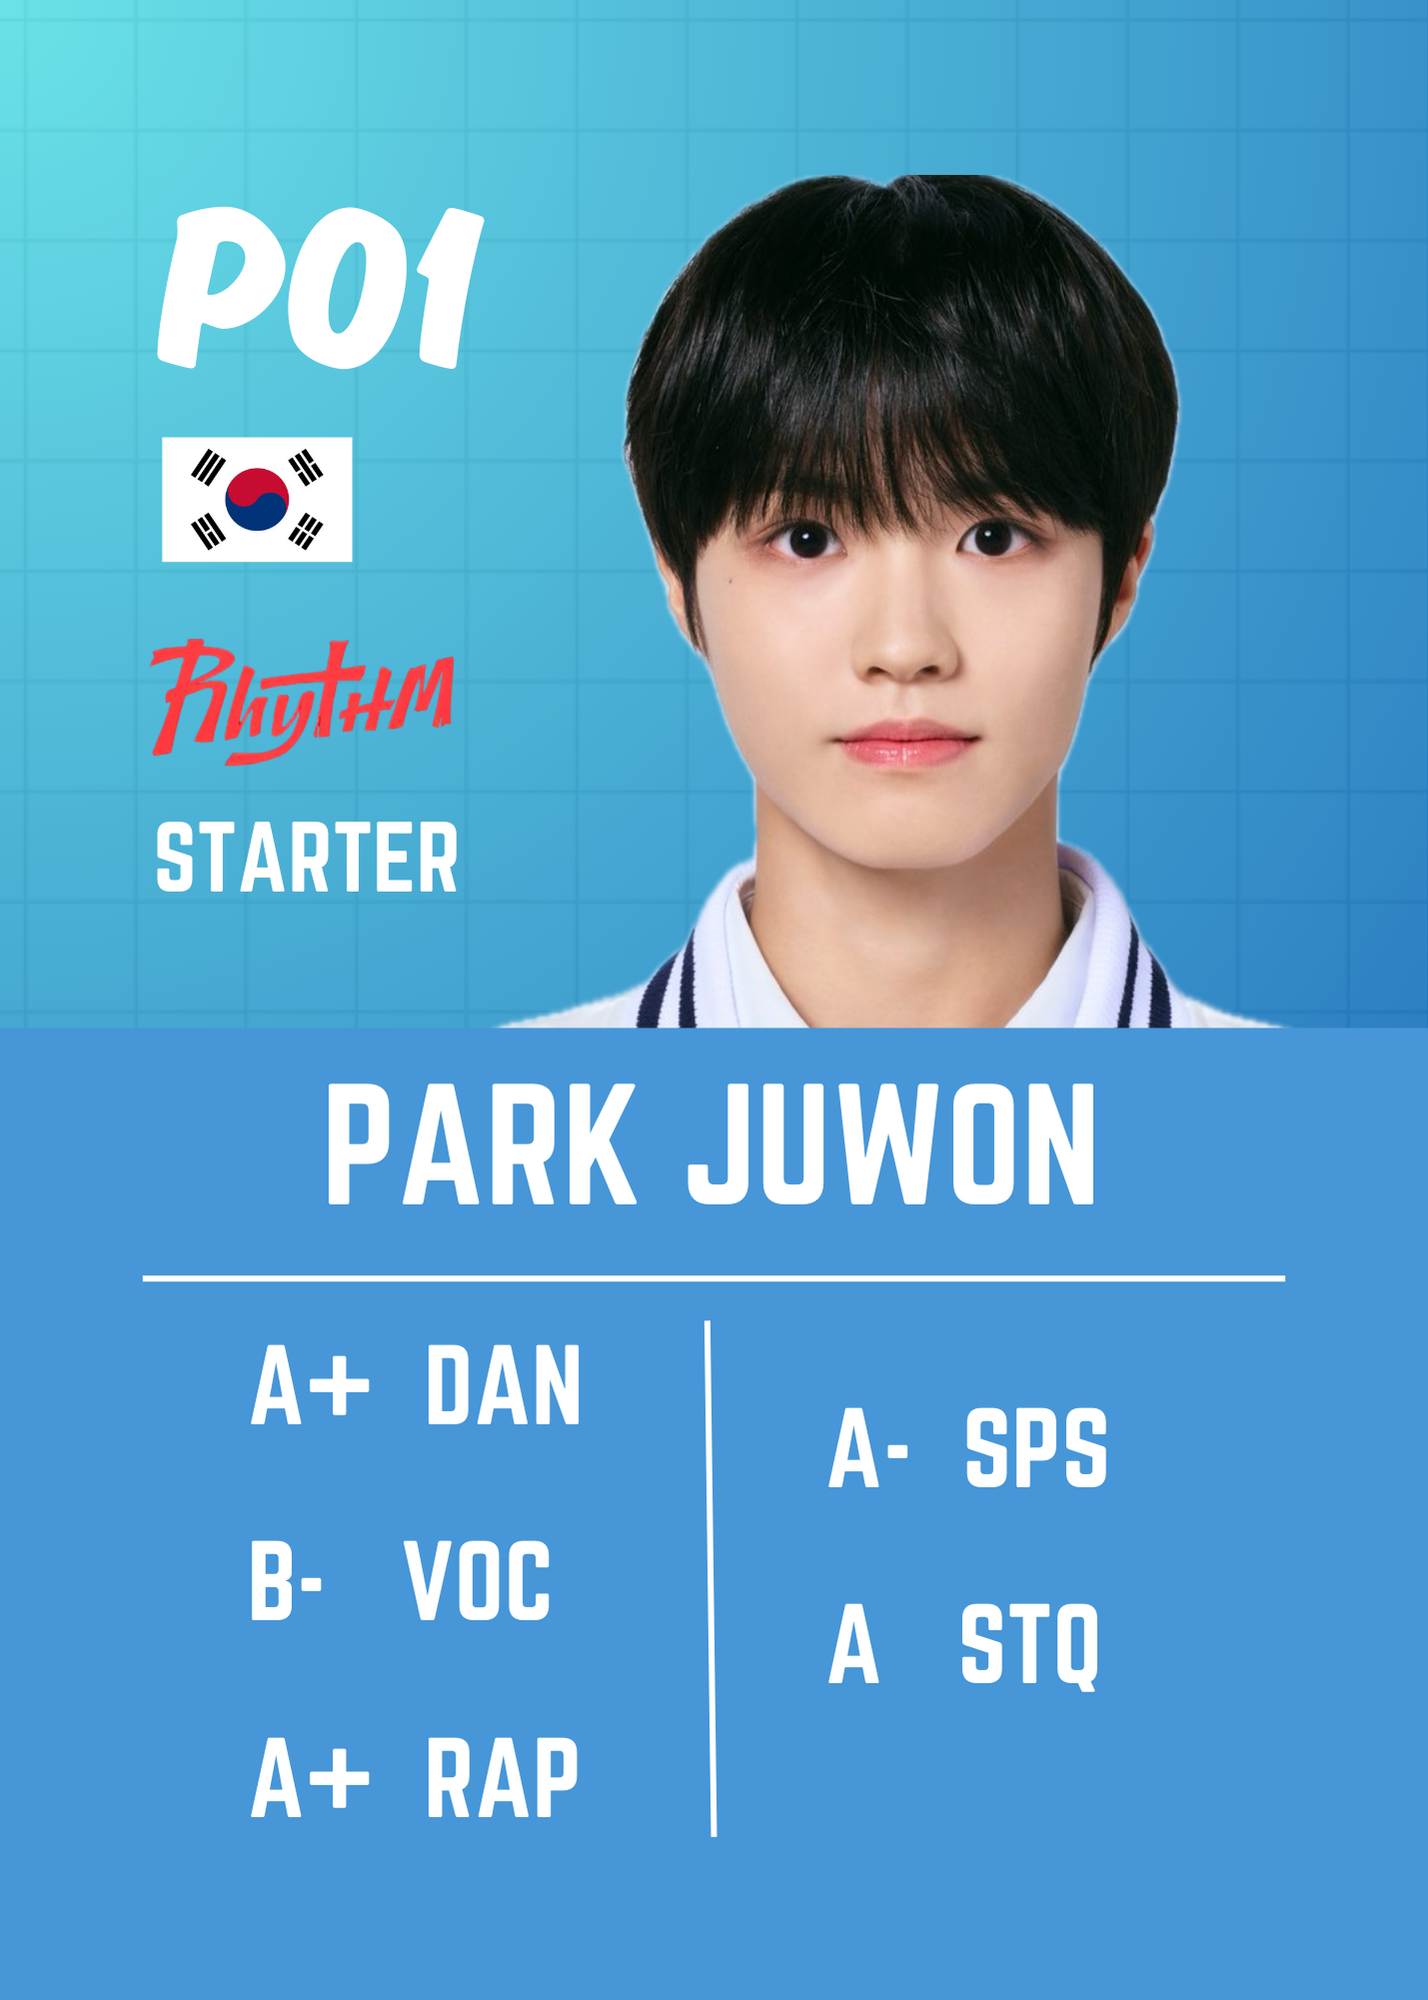 P01
Rhythm
STARTER
PARK JUWON
A+ DAN
B- VOC
A+ RAP
A- SPS
A STQ